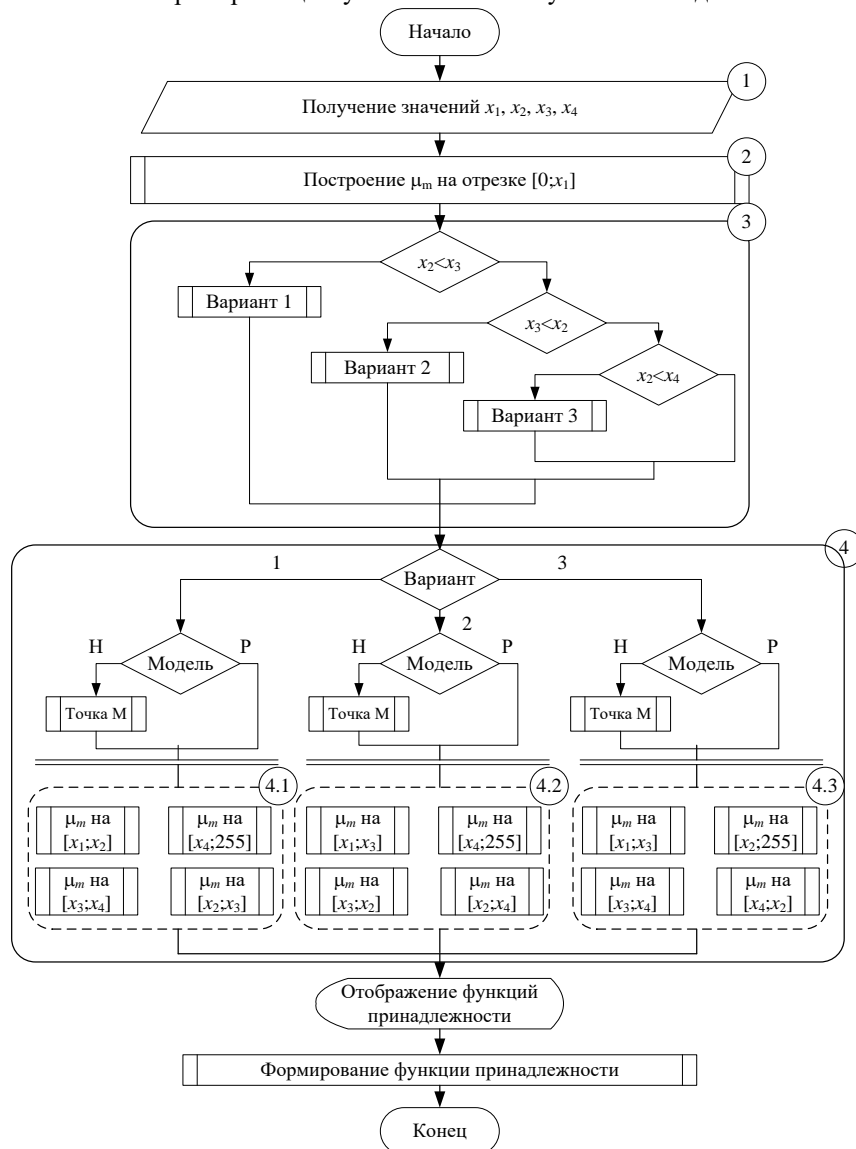 Начало
1
Получение значений x1, x2, x3, x4
2
Построение μm на отрезке [0;x1]
3
x2<x3
Вариант 1
x3<x2
Вариант 2
x2<x4
Вариант 3
4
1
Вариант
3
2
Н
Модель
Р
Н
Модель
Р
Н
Модель
Р
Точка М
Точка М
Точка М
4.1
4.2
4.3
μm на
[x1;x2]
μm на
[x4;255]
μm на
[x1;x3]
μm на
[x4;255]
μm на
[x1;x3]
μm на
[x2;255]
μm на
[x3;x4]
μm на
[x2;x3]
μm на
[x3;x2]
μm на
[x2;x4]
μm на
[x3;x4]
μm на
[x4;x2]
Отображение функций
принадлежности
Формирование функции принадлежности
Конец